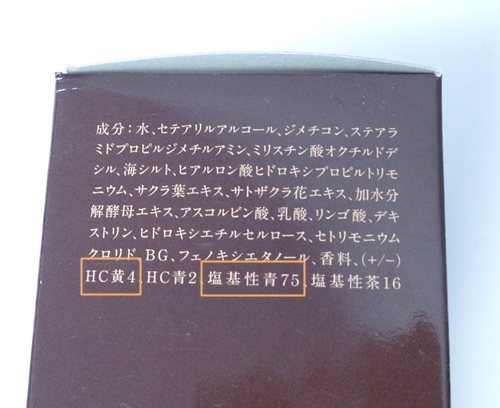 成分：水、セテアリルアルコール、ジメチコン、ステアラ
ミドプロピルジメチルアミン、ミリスチン酸オクチルドデ
シル、海シルト、ヒアルロン酸ヒドロキシプロピルトリモ
ニウム、サクラ葉エキス、サトザクラ花エキス、加水分
解酵母エキス、アスコルビン酸、乳酸、リンゴ酸、デキ
ストリン、ヒドロキシエチルセルロース、セトリモニウム
クロリド、BG、フェノキシエタノール、香料、(+/−)
HC黄4、HC青2、塩基性青75、塩基性茶16